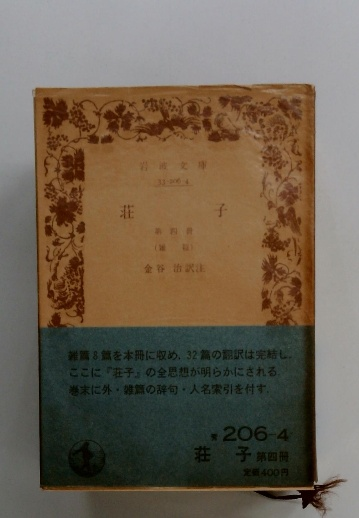 岩波文庫
33-206-4
荘子
第四冊
(雑篇)
金谷治訳注
雑篇8篇を本冊に収め、32篇の翻訳は完結し、
ここに『荘子』の全思想が明らかにされる.
巻末に外・雑篇の辞句・人名索引を付す.
青 206-4
荘子 第四冊
定価400円